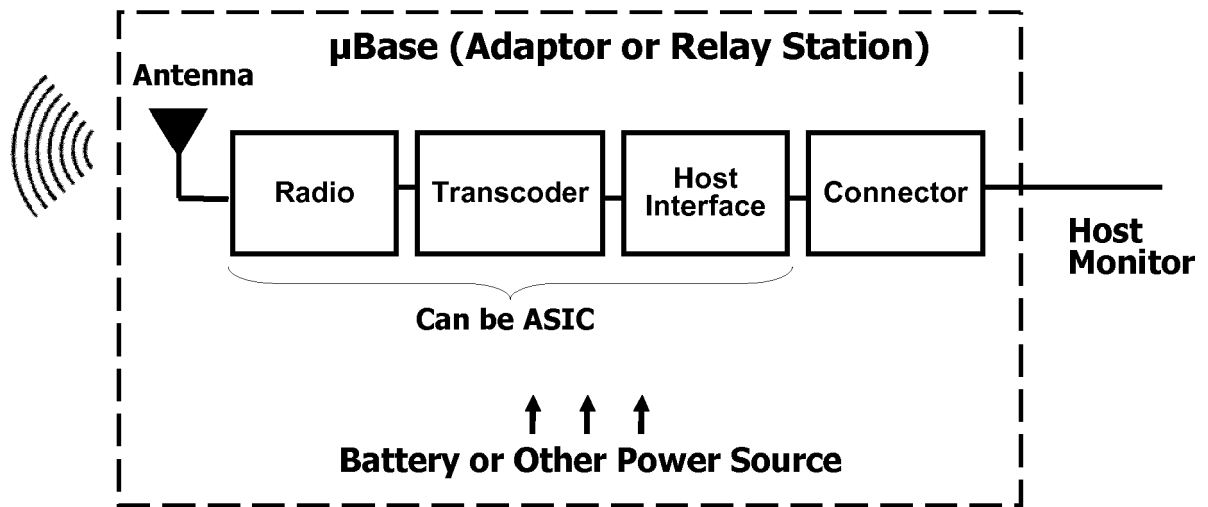 μBase (Adaptor or Relay Station)
Antenna
Radio
Transcoder
Host
Interface
Connector
Host
Monitor
Can be ASIC
Battery or Other Power Source